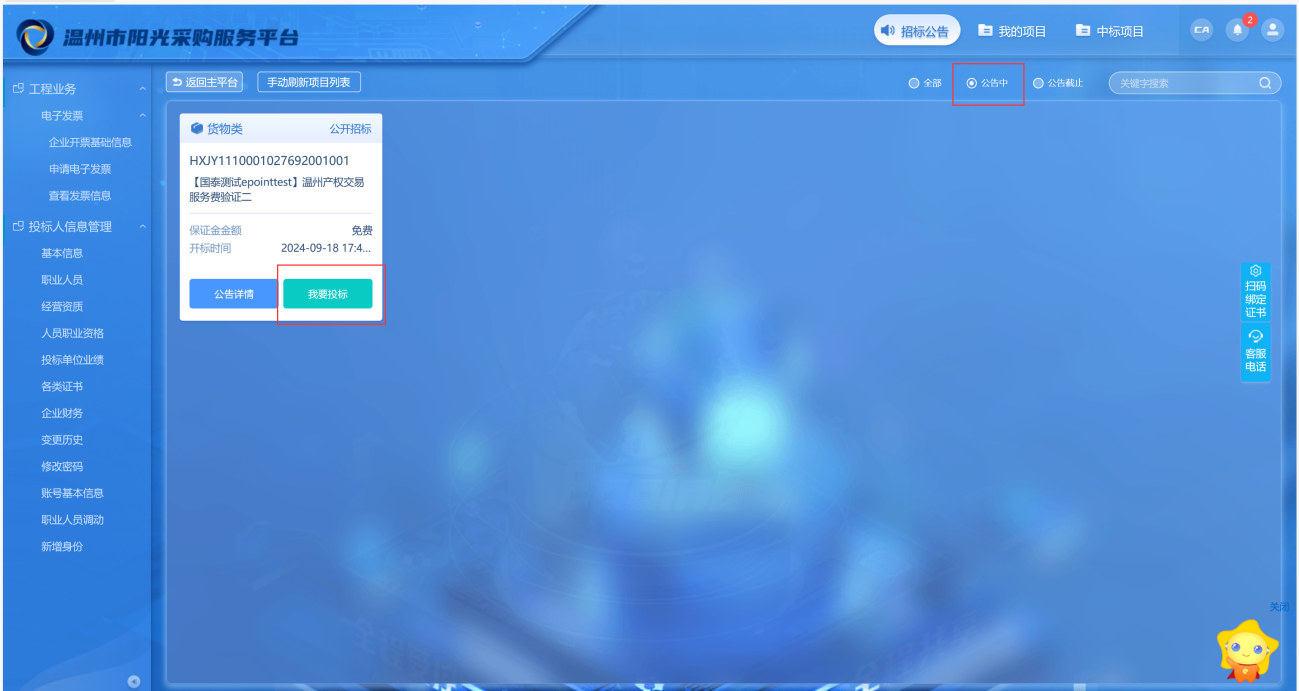 温州市阳光采购服务平台
招标公告
我的项目
中标项目
CA
2
工程业务
电子发票
企业开票基础信息
申请电子发票
查看发票信息
投标人信息管理
基本信息
职业人员
经营资质
人员职业资格
投标单位业绩
各类证书
企业财务
变更历史
修改密码
账号基本信息
职业人员调动
新增身份
返回主平台
手动刷新项目列表
全部
公告中
公告截止
关键字搜索
货物类
公开招标
HXJY1110001027692001001
【国泰测试epointtest】温州产权交易
服务费验证二
保证金金额
免费
开标时间
2024-09-18 17:4...
公告详情
我要投标
扫码
绑定
证书
客服
电话
关闭